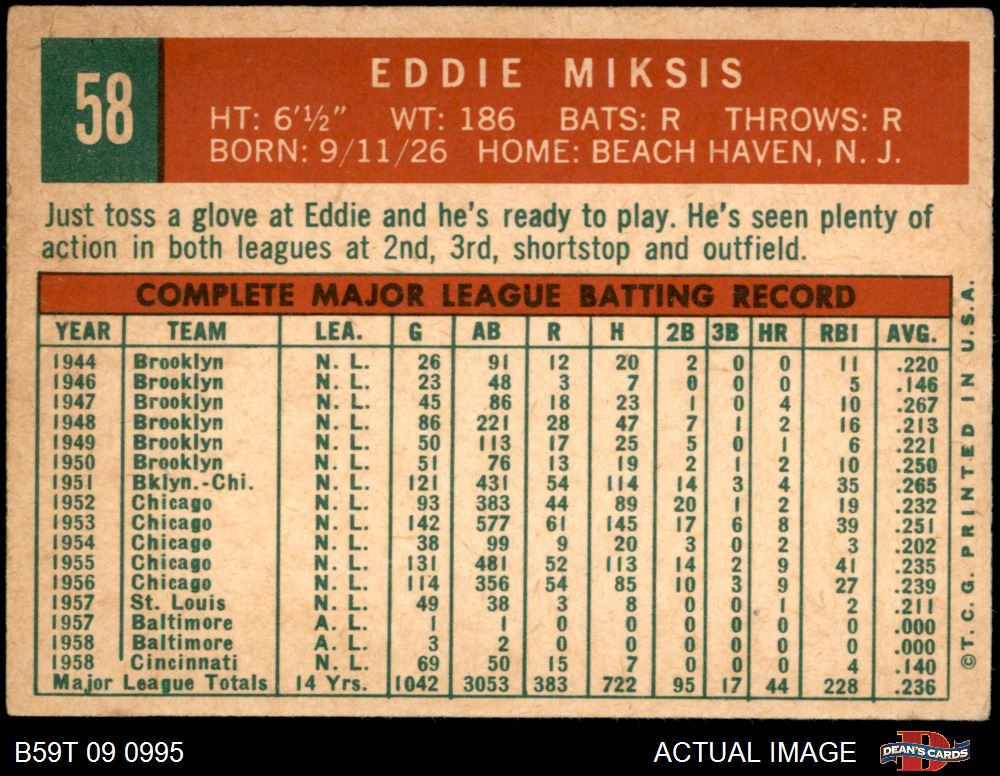 58
EDDIE MIKSIS
HT: 6'½" WT: 186 BATS: R THROWS: R
BORN: 9/11/26 HOME: BEACH HAVEN, N. J.
Just toss a glove at Eddie and he's ready to play. He's seen plenty of
action in both leagues at 2nd, 3rd, shortstop and outfield.
COMPLETE MAJOR LEAGUE BATTING RECORD
YEAR TEAM LEA. G AB R H 2B 3B HR RBI AVG.
1944 Brooklyn N. L. 26 91 12 20 2 0 0 11 .220
1946 Brooklyn N. L. 23 48 3 7 0 0 0 5 .146
1947 Brooklyn N. L. 45 86 18 23 1 0 4 10 .267
1948 Brooklyn N. L. 86 221 28 47 7 1 2 16 .213
1949 Brooklyn N. L. 50 113 17 25 5 0 1 6 .221
1950 Brooklyn N. L. 51 76 13 19 2 1 2 10 .250
1951 Bklyn.-Chi. N. L. 121 431 54 114 14 3 4 35 .265
1952 Chicago N. L. 93 383 44 89 20 1 2 19 .232
1953 Chicago N. L. 142 577 61 145 17 6 8 39 .251
1954 Chicago N. L. 38 99 9 20 3 0 2 3 .202
1955 Chicago N. L. 131 481 52 113 14 2 9 41 .235
1956 Chicago N. L. 114 356 54 85 10 3 9 27 .239
1957 St. Louis N. L. 49 38 3 8 0 0 1 2 .211
1957 Baltimore A. L. 1 1 0 0 0 0 0 0 .000
1958 Baltimore A. L. 3 2 0 0 0 0 0 0 .000
1958 Cincinnati N. L. 69 50 15 7 0 0 0 4 .140
Major League Totals 14 Yrs. 1042 3053 383 722 95 17 44 228 .236
©T. C. G. PRINTED IN U.S.A.
B59T 09 0995
ACTUAL IMAGE
DEAN'S CARDS